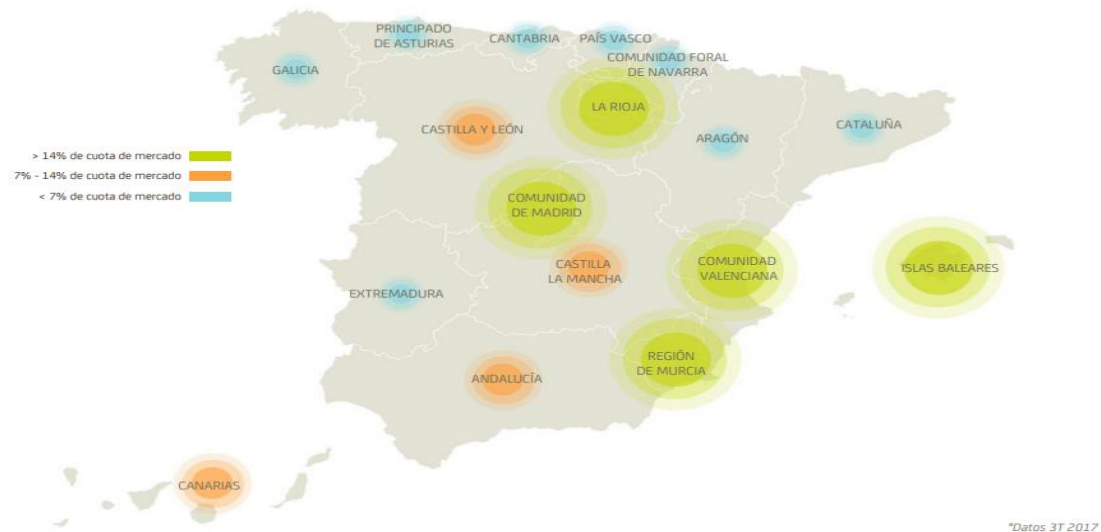 PRINCIPADO
DE ASTURIAS
CANTABRIA
PAÍS VASCO
COMUNIDAD FORAL
DE NAVARRA
GALICIA
LA RIOJA
CASTILLA Y LEÓN
ARAGÓN
CATALUÑA
> 14% de cuota de mercado
7% - 14% de cuota de mercado
< 7% de cuota de mercado
COMUNIDAD
DE MADRID
CASTILLA
LA MANCHA
COMUNIDAD
VALENCIANA
ISLAS BALEARES
EXTREMADURA
REGIÓN
DE MURCIA
ANDALUCÍA
CANARIAS
*Datos 3T 2017